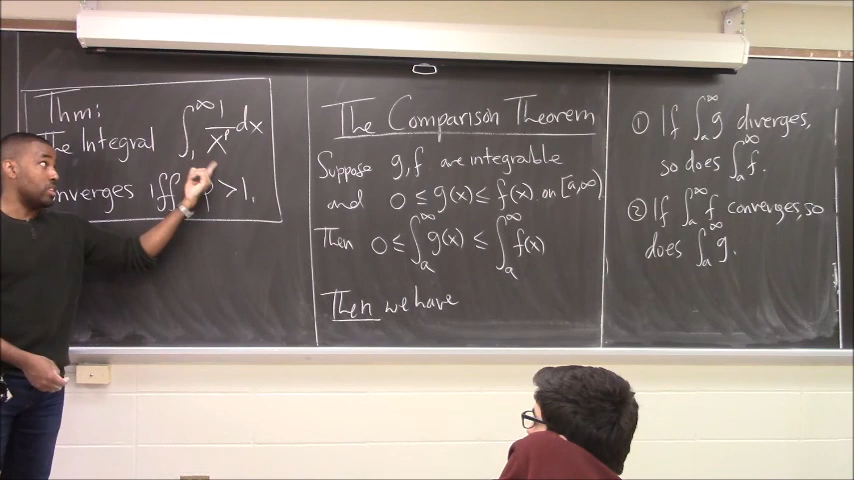 Thm:
The Integral ∫₁^∞ 1/x^p dx
converges iff p > 1.
The Comparison Theorem
Suppose g, f are integrable
and 0 ≤ g(x) ≤ f(x) on [a, ∞)
Then 0 ≤ ∫ₐ^∞ g(x) ≤ ∫ₐ^∞ f(x)
Then we have
① If ∫ₐ^∞ g diverges,
so does ∫ₐ^∞ f.
② If ∫ₐ^∞ f converges, so
does ∫ₐ^∞ g.